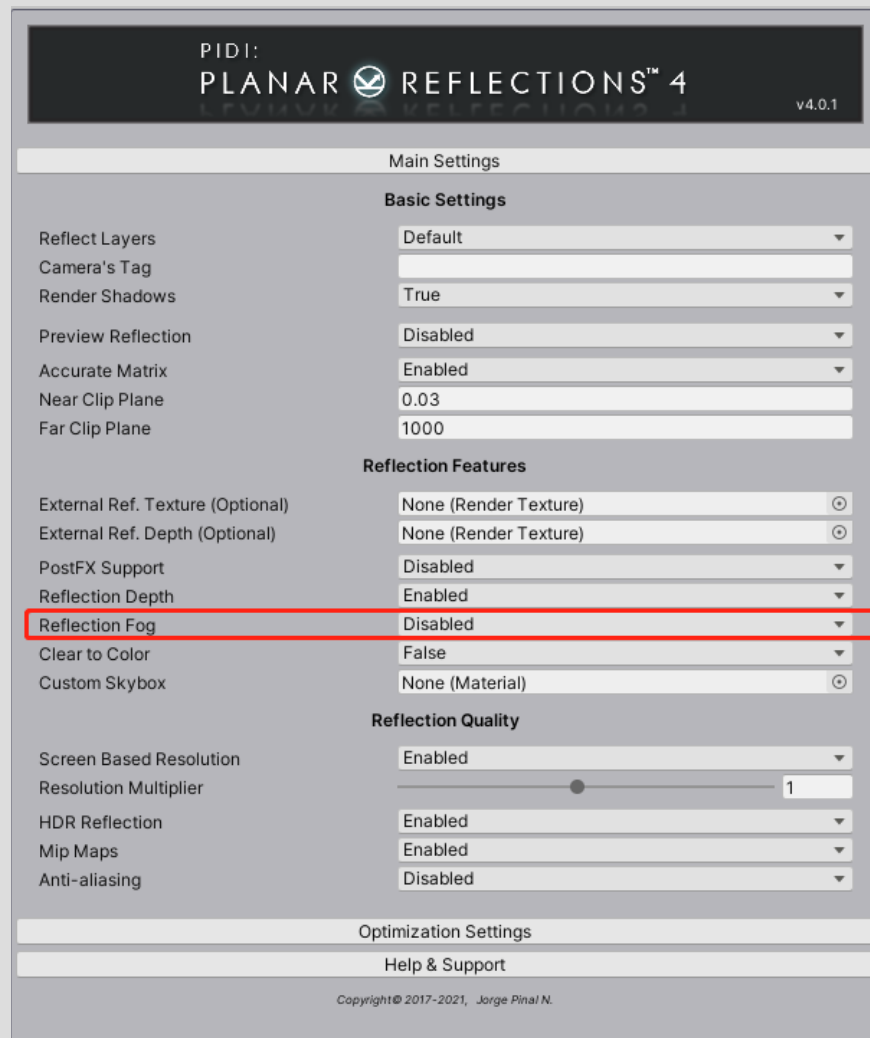 PIDI:
PLANAR REFLECTIONS™ 4
v4.0.1
Main Settings
Basic Settings
Reflect Layers Default
Camera's Tag
Render Shadows True
Preview Reflection Disabled
Accurate Matrix Enabled
Near Clip Plane 0.03
Far Clip Plane 1000
Reflection Features
External Ref. Texture (Optional) None (Render Texture)
External Ref. Depth (Optional) None (Render Texture)
PostFX Support Disabled
Reflection Depth Enabled
Reflection Fog Disabled
Clear to Color False
Custom Skybox None (Material)
Reflection Quality
Screen Based Resolution Enabled
Resolution Multiplier 1
HDR Reflection Enabled
Mip Maps Enabled
Anti-aliasing Disabled
Optimization Settings
Help & Support
Copyright© 2017-2021, Jorge Pinal N.